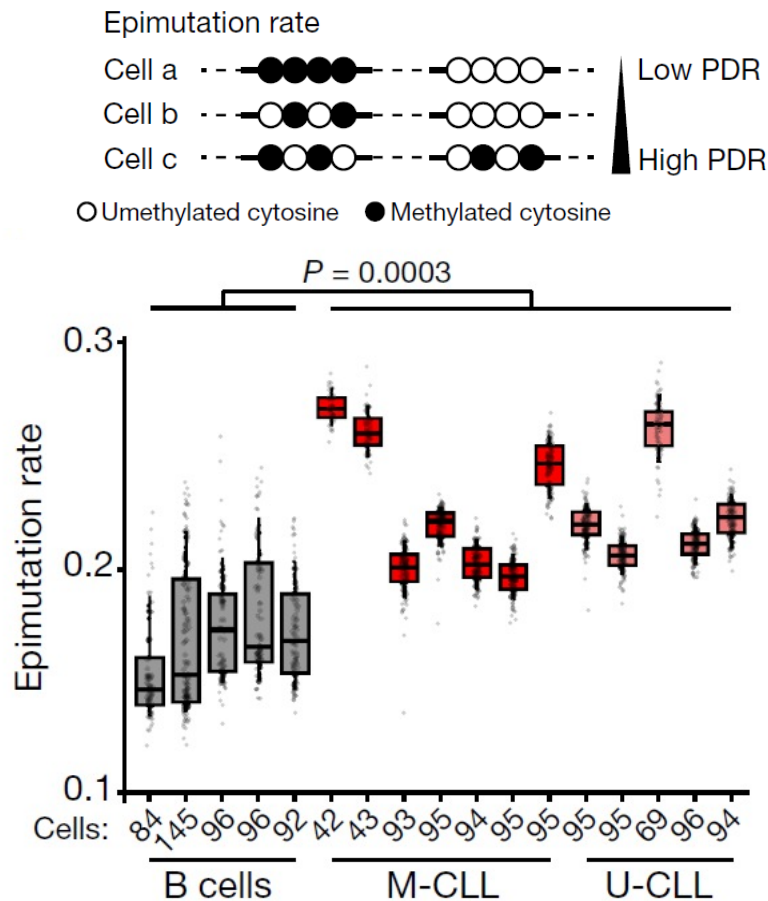 Epimutation rate
Cell a
Low PDR
Cell b
Cell c
High PDR
Umethylated cytosine
Methylated cytosine
P = 0.0003
0.3
0.2
0.1
Epimutation rate
Cells: 84 145 96 96 92 42 43 93 95 94 95 95 95 95 69 96 94
B cells M-CLL U-CLL